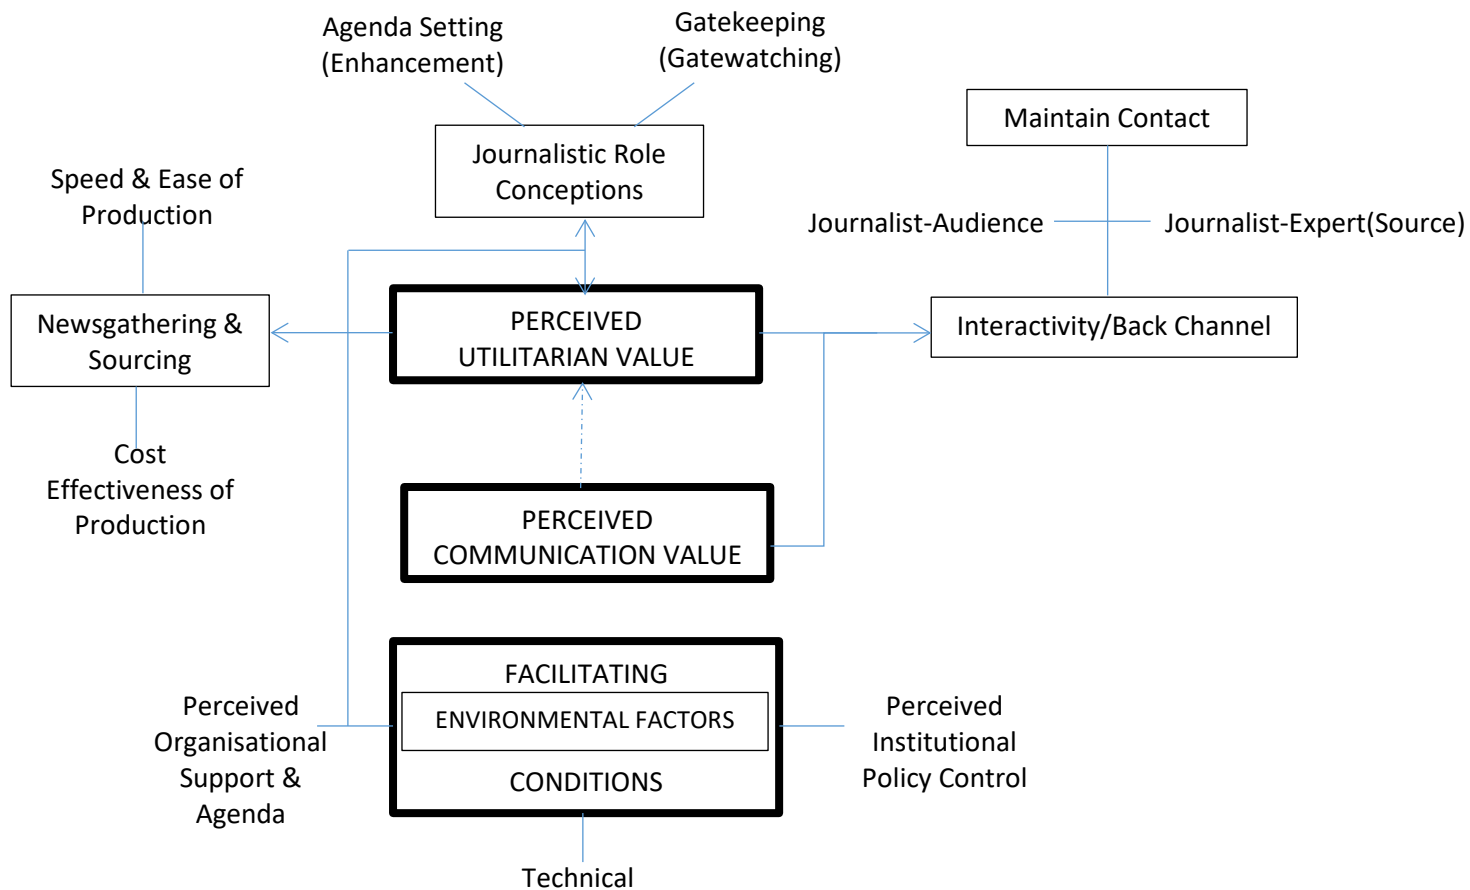 Agenda Setting
(Enhancement)
Gatekeeping
(Gatewatching)
Maintain Contact
Journalistic Role
Conceptions
Speed & Ease of
Production
Journalist-Audience
Journalist-Expert(Source)
Newsgathering &
Sourcing
PERCEIVED
UTILITARIAN VALUE
Interactivity/Back Channel
Cost
Effectiveness of
Production
PERCEIVED
COMMUNICATION VALUE
FACILITATING
ENVIRONMENTAL FACTORS
CONDITIONS
Perceived
Organisational
Support &
Agenda
Perceived
Institutional
Policy Control
Technical